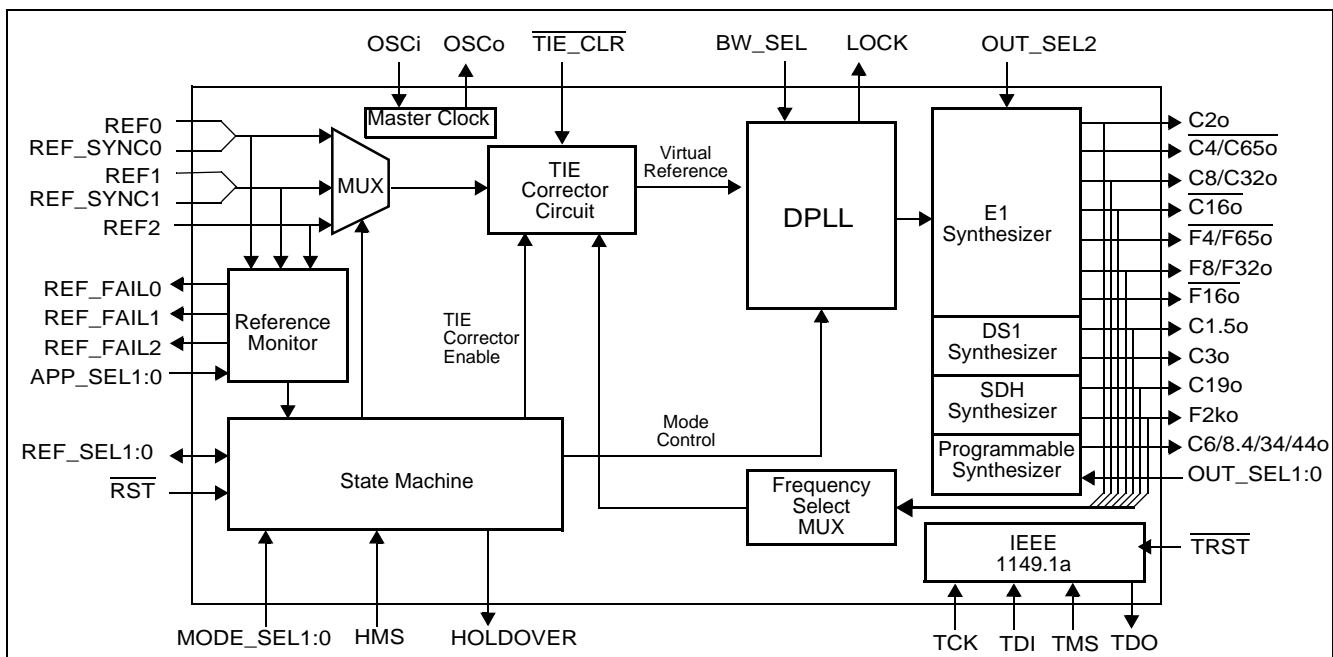 OSCi
OSCo
TIE_CLR
BW_SEL
LOCK
OUT_SEL2
REF0
REF_SYNC0
REF1
REF_SYNC1
REF2
REF_FAIL0
REF_FAIL1
REF_FAIL2
APP_SEL1:0
REF_SEL1:0
RST
Master Clock
MUX
TIE
Corrector
Circuit
Virtual
Reference
DPLL
E1
Synthesizer
DS1
Synthesizer
SDH
Synthesizer
Programmable
Synthesizer
C2o
C4/C65o
C8/C32o
C16o
F4/F65o
F8/F32o
F16o
C1.5o
C3o
C19o
F2ko
C6/8.4/34/44o
OUT_SEL1:0
Reference
Monitor
TIE
Corrector
Enable
Mode
Control
State Machine
Frequency
Select
MUX
IEEE
1149.1a
TRST
MODE_SEL1:0
HMS
HOLDOVER
TCK
TDI
TMS
TDO